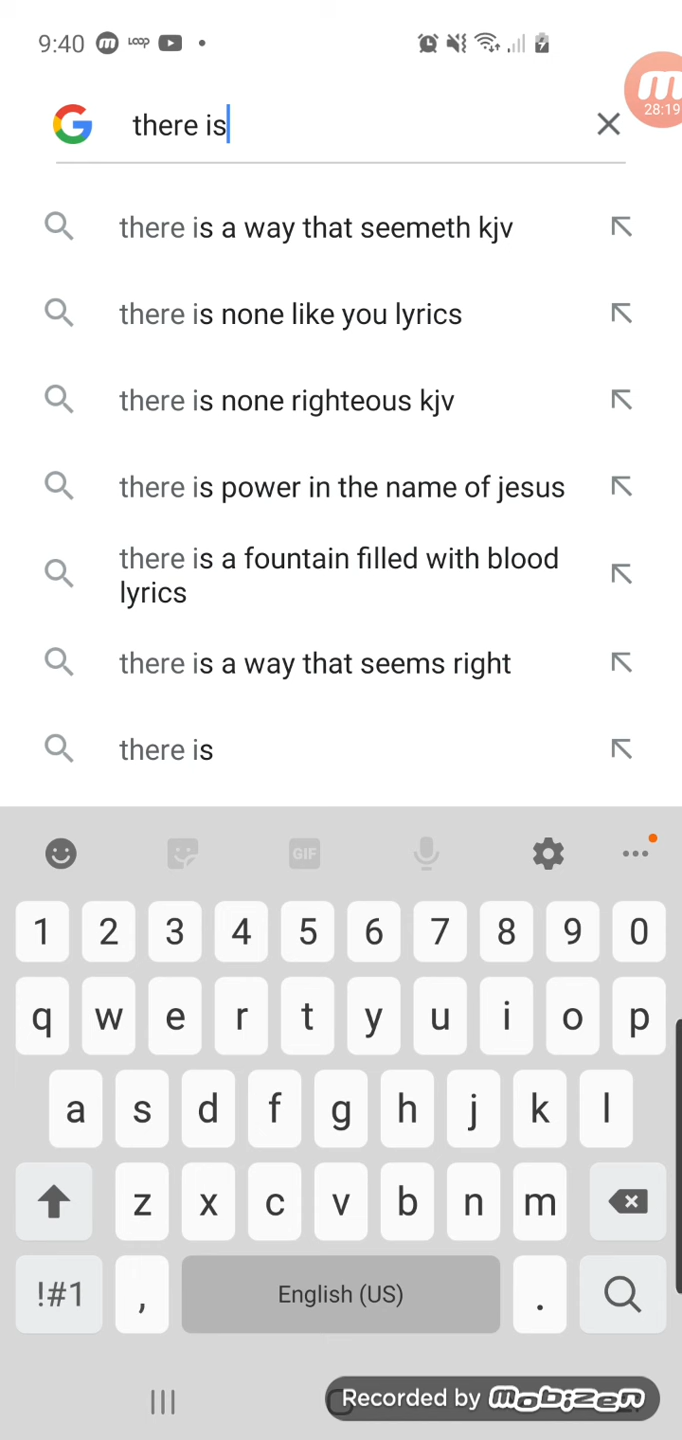 9:40 m LOOP
m
28:19
G there is
there is a way that seemeth kjv
there is none like you lyrics
there is none righteous kjv
there is power in the name of jesus
there is a fountain filled with blood
lyrics
there is a way that seems right
there is
GIF
1 2 3 4 5 6 7 8 9 0
q w e r t y u i o p
a s d f g h j k l
z x c v b n m
!#1 , English (US) .
Recorded by mobizen